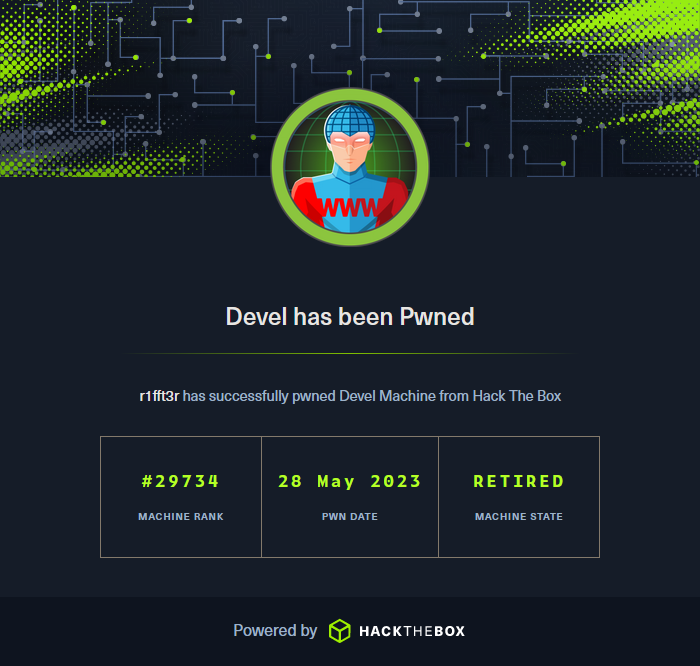 WWW
Devel has been Pwned
r1fft3r has successfully pwned Devel Machine from Hack The Box
#29734 28 May 2023 RETIRED
MACHINE RANK PWN DATE MACHINE STATE
Powered by HACKTHEBOX